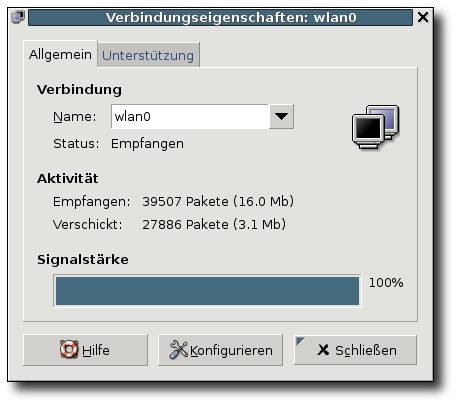 Verbindungseigenschaften: wlan0
Allgemein Unterstützung
Verbindung
Name: wlan0
Status: Empfangen
Aktivität
Empfangen: 39507 Pakete (16.0 Mb)
Verschickt: 27886 Pakete (3.1 Mb)
Signalstärke
100%
Hilfe Konfigurieren Schließen